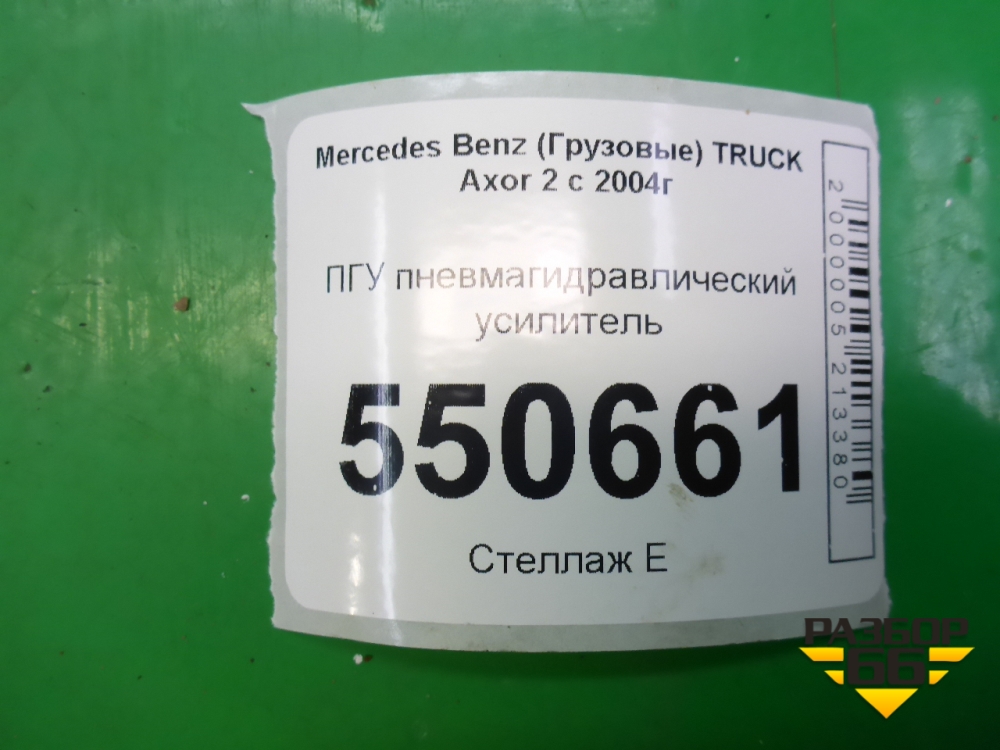 Mercedes Benz (Грузовые) TRUCK
Axor 2 с 2004г
ПГУ пневмагидравлический
усилитель
550661
Стеллаж Е
2000005213380
РАЗБОР
66